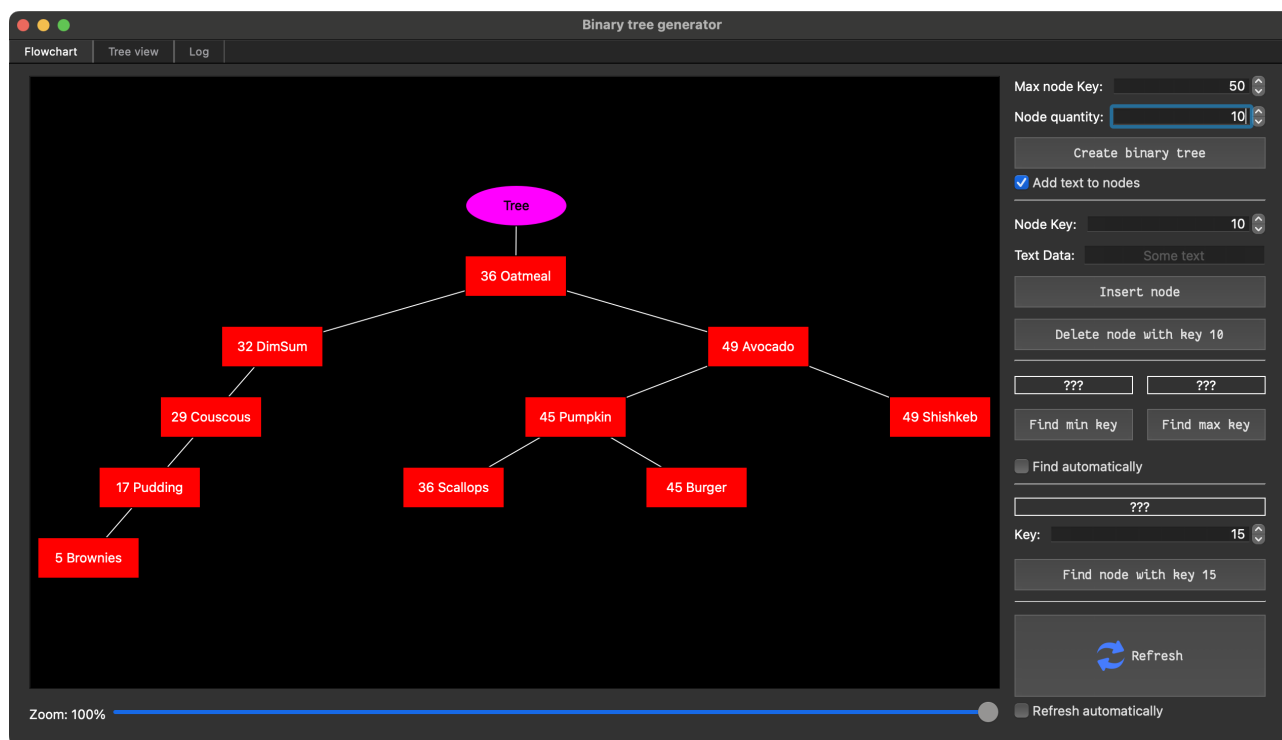 Binary tree generator
Flowchart
Tree view
Log
Tree
36 Oatmeal
32 DimSum
49 Avocado
29 Couscous
45 Pumpkin
49 Shishkeb
17 Pudding
36 Scallops
45 Burger
5 Brownies
Zoom: 100%
Max node Key: 50
Node quantity: 10
Create binary tree
Add text to nodes
Node Key: 10
Text Data: Some text
Insert node
Delete node with key 10
??? ???
Find min key Find max key
Find automatically
???
Key: 15
Find node with key 15
Refresh
Refresh automatically